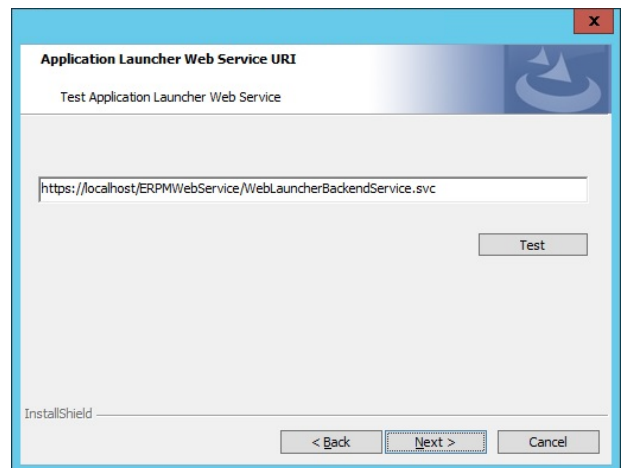 x
Application Launcher Web Service URI
Test Application Launcher Web Service
https://localhost/ERPMWebService/WebLauncherBackendService.svc
Test
InstallShield
< Back Next > Cancel